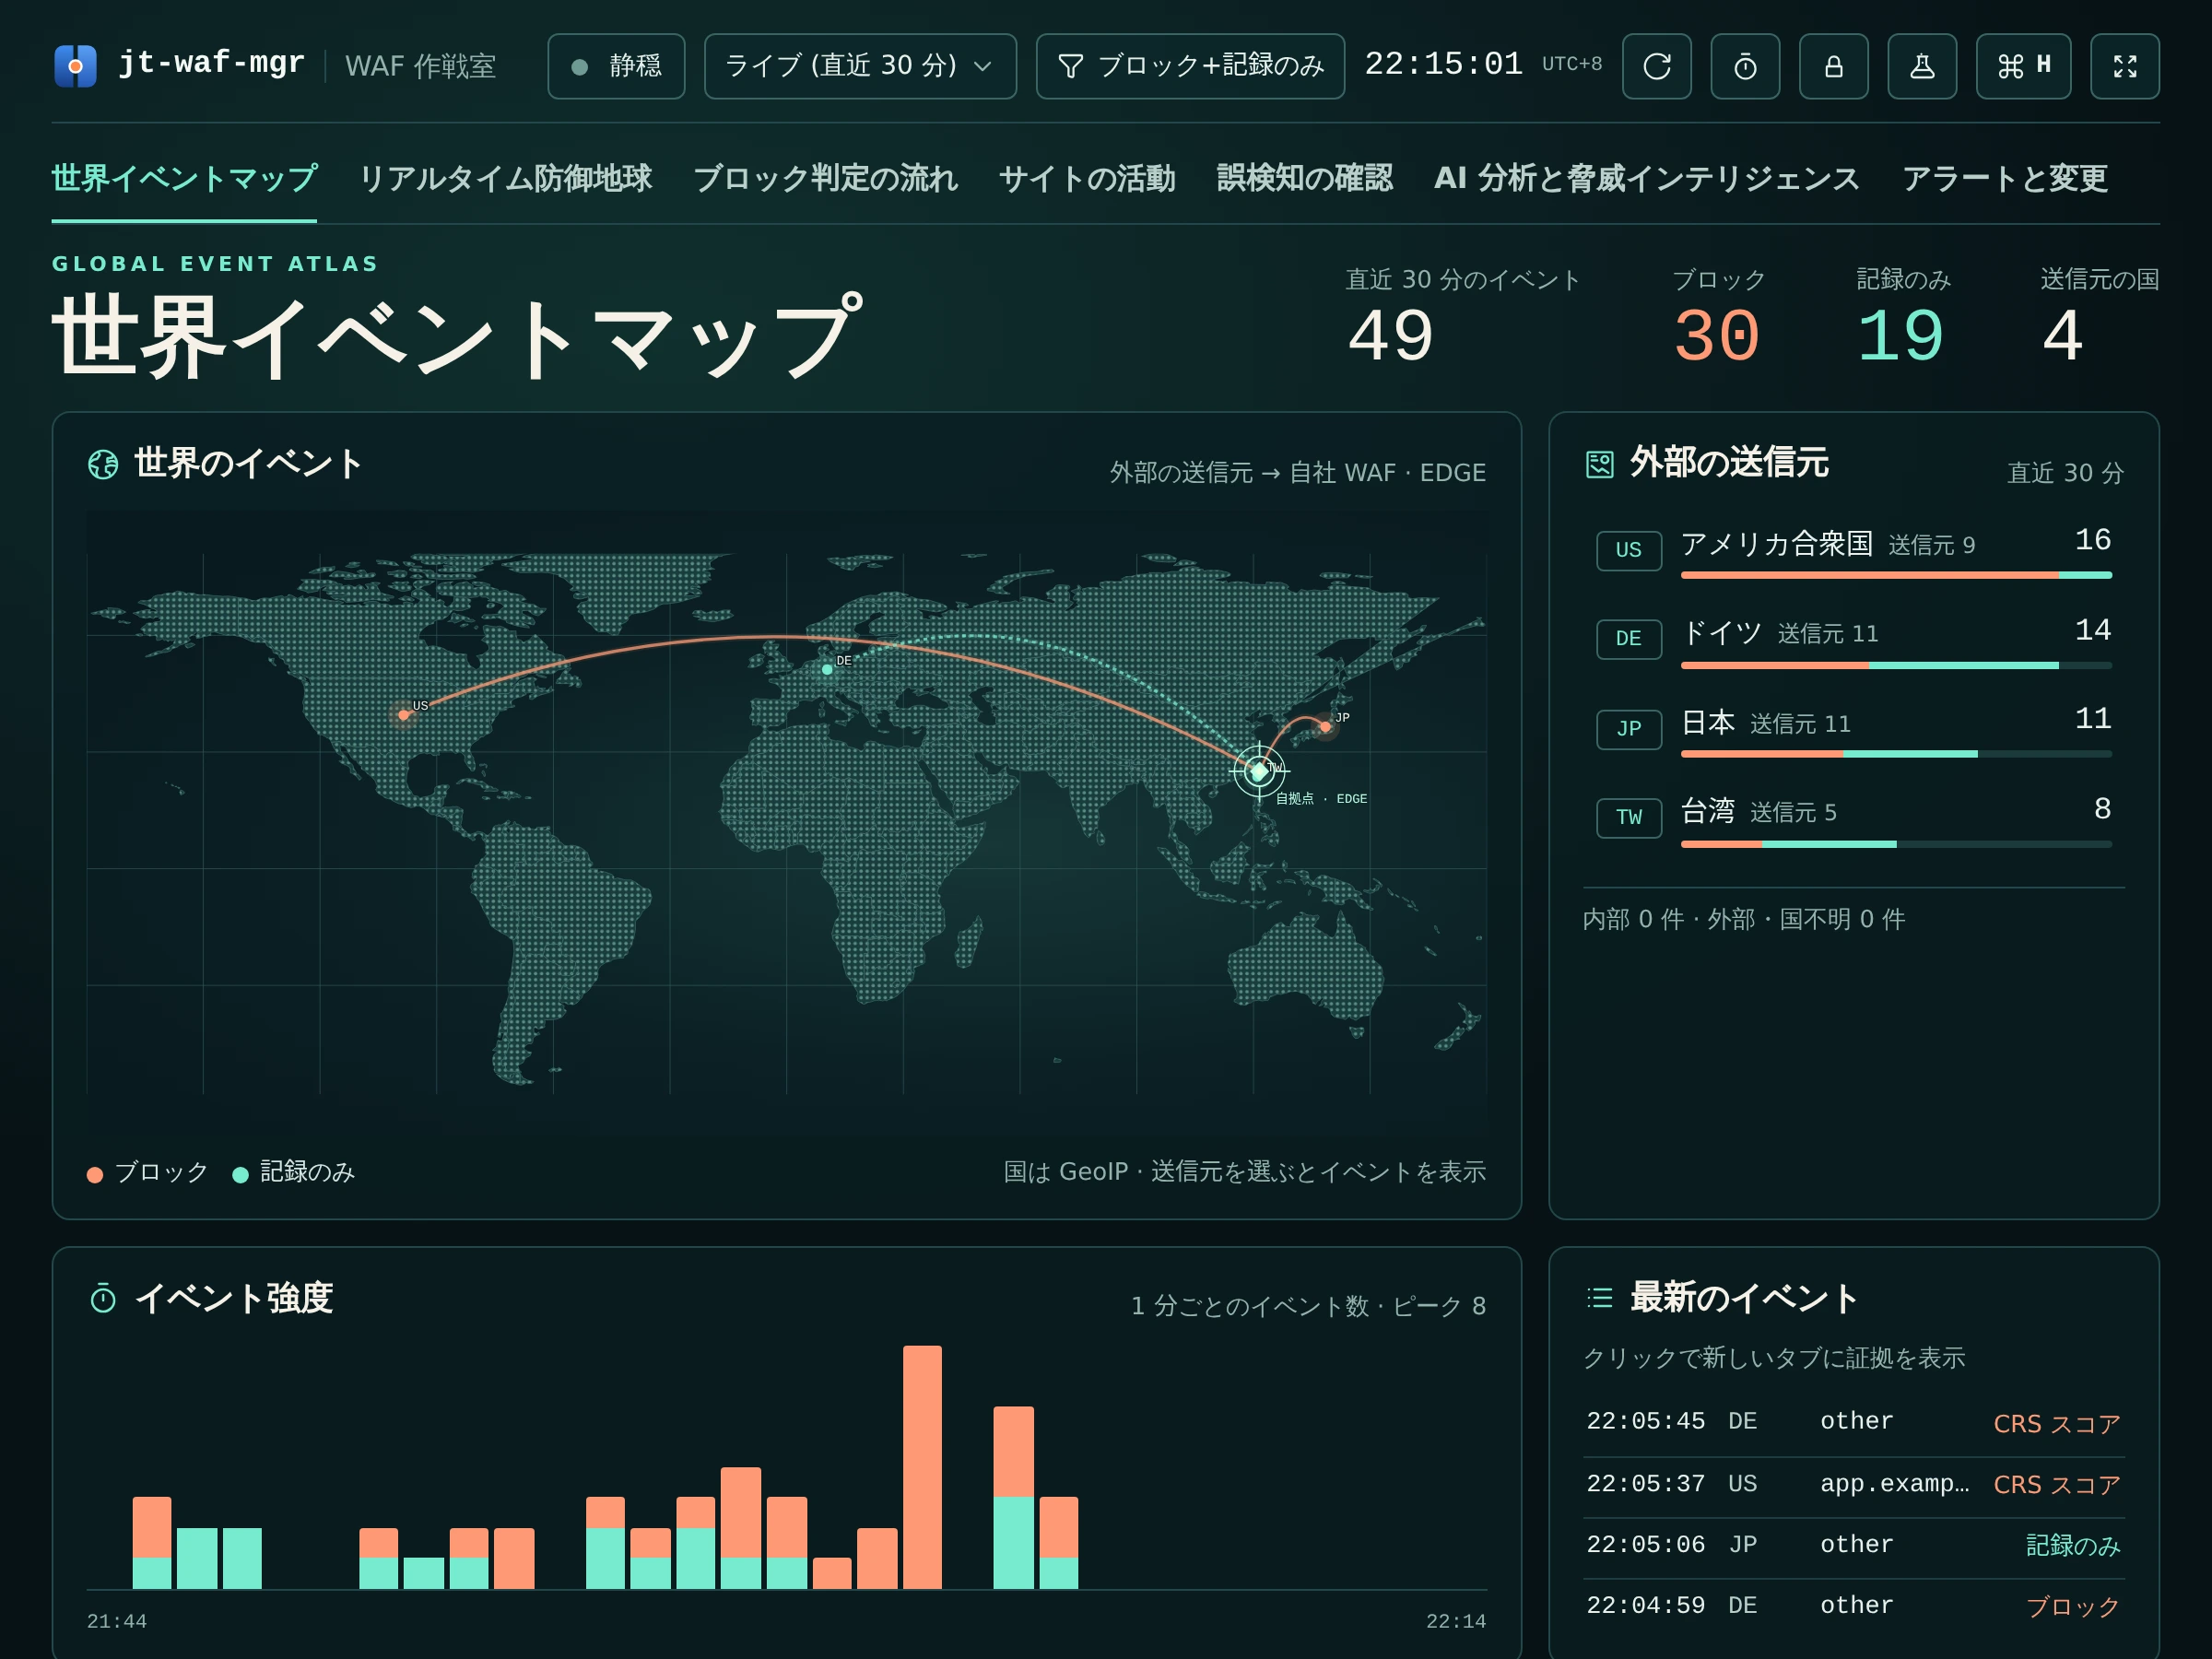 jt-waf-mgr
WAF 作戦室
静穏
ライブ (直近 30 分)
ブロック+記録のみ
22:15:01 UTC+8
⌘ H
世界イベントマップ
リアルタイム防御地球
ブロック判定の流れ
サイトの活動
誤検知の確認
AI 分析と脅威インテリジェンス
アラートと変更
GLOBAL EVENT ATLAS
世界イベントマップ
直近 30 分のイベント
49
ブロック
30
記録のみ
19
送信元の国
4
世界のイベント
外部の送信元 → 自社 WAF · EDGE
US
DE
JP
TW
自拠点 · EDGE
ブロック
記録のみ
国は GeoIP · 送信元を選ぶとイベントを表示
外部の送信元
直近 30 分
US アメリカ合衆国 送信元 9 16
DE ドイツ 送信元 11 14
JP 日本 送信元 11 11
TW 台湾 送信元 5 8
内部 0 件 · 外部・国不明 0 件
イベント強度
1 分ごとのイベント数 · ピーク 8
21:44
22:14
最新のイベント
クリックで新しいタブに証拠を表示
22:05:45 DE other CRS スコア
22:05:37 US app.examp… CRS スコア
22:05:06 JP other 記録のみ
22:04:59 DE other ブロック